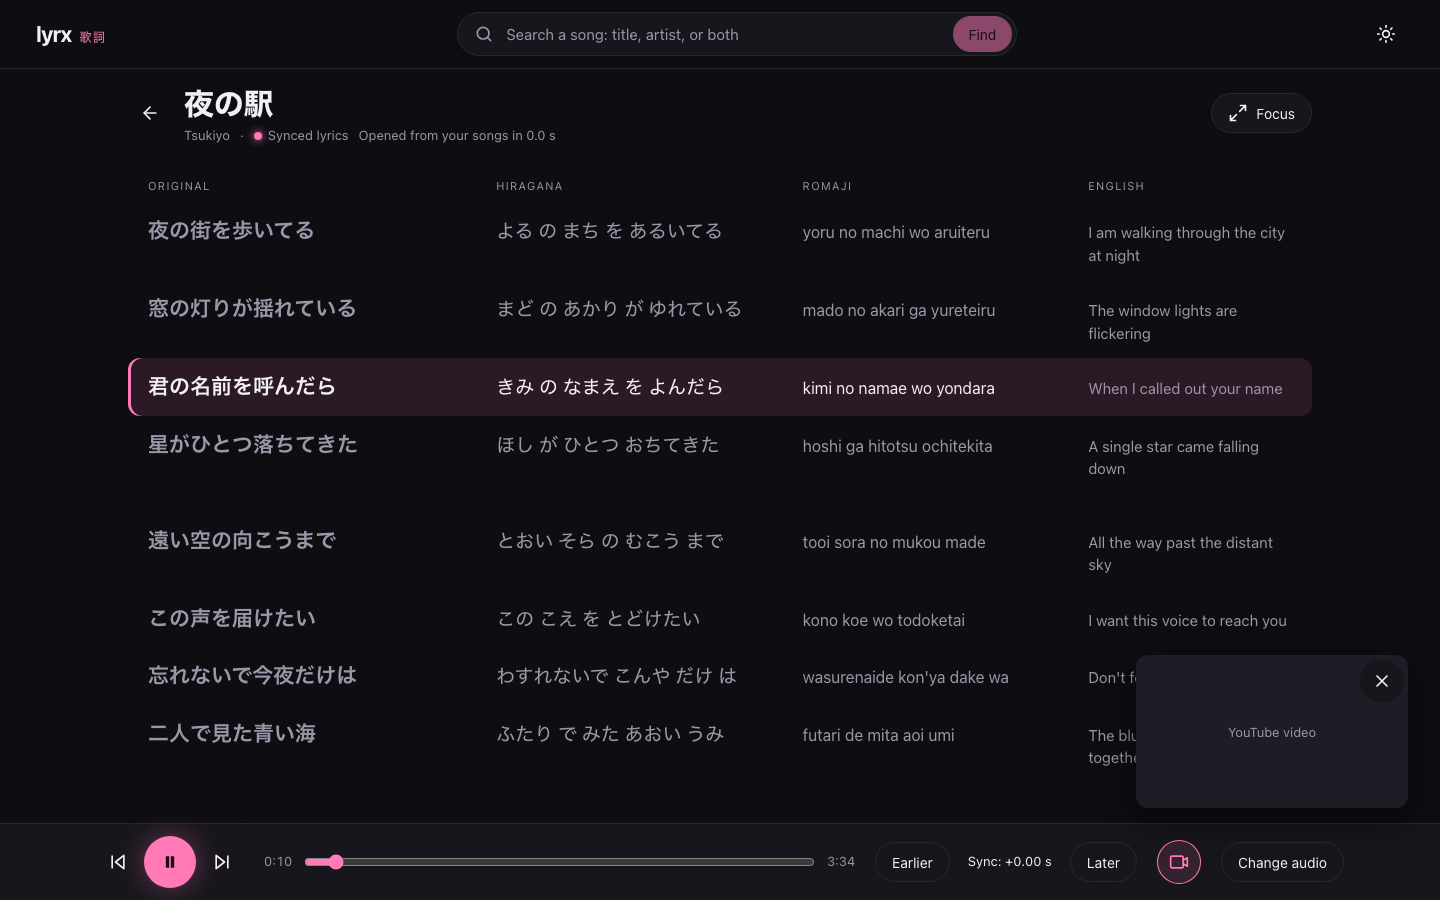 lyrx 歌詞
Search a song: title, artist, or both
Find
夜の駅
Tsukiyo · Synced lyrics Opened from your songs in 0.0 s
Focus
ORIGINAL HIRAGANA ROMAJI ENGLISH
夜の街を歩いてる よる の まち を あるいてる yoru no machi wo aruiteru I am walking through the city
at night
窓の灯りが揺れている まど の あかり が ゆれている mado no akari ga yureteiru The window lights are
flickering
君の名前を呼んだら きみ の なまえ を よんだら kimi no namae wo yondara When I called out your name
星がひとつ落ちてきた ほし が ひとつ おちてきた hoshi ga hitotsu ochitekita A single star came falling
down
遠い空の向こうまで とおい そら の むこう まで tooi sora no mukou made All the way past the distant
sky
この声を届けたい この こえ を とどけたい kono koe wo todoketai I want this voice to reach you
忘れないで今夜だけは わすれないで こんや だけ は wasurenaide kon'ya dake wa Don't
二人で見た青い海 ふたり で みた あおい うみ futari de mita aoi umi The
YouTube video
0:10 3:34 Earlier Sync: +0.00 s Later Change audio